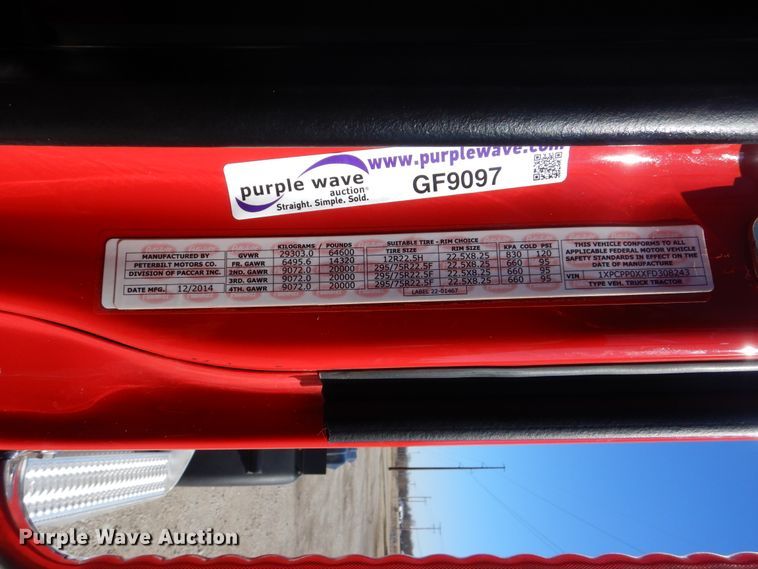 www.purplewave.com
purple wave
auction®
Straight. Simple. Sold.
GF9097
MANUFACTURED BY
PETERBILT MOTORS CO.
DIVISION OF PACCAR INC.
DATE MFG. 12/2014
KILOGRAMS POUNDS SUITABLE TIRE - RIM CHOICE
TIRE SIZE RIM SIZE KPA COLD PSI
GVWR 29303.0 64600
FR. GAWR 6495.6 14320 12R22.5H 22.5X8.25 830 120
2ND. GAWR 9072.0 20000 295/75R22.5F 22.5X8.25 660 95
3RD. GAWR 9072.0 20000 295/75R22.5F 22.5X8.25 660 95
4TH. GAWR 9072.0 20000 295/75R22.5F 22.5X8.25 660 95
LABEL 22-01467
THIS VEHICLE CONFORMS TO ALL
APPLICABLE FEDERAL MOTOR VEHICLE
SAFETY STANDARDS IN EFFECT ON THE
DATE OF MANUFACTURE
VIN 1XPCPP0XXFD308243
TYPE VEH. TRUCK TRACTOR
Purple Wave Auction®